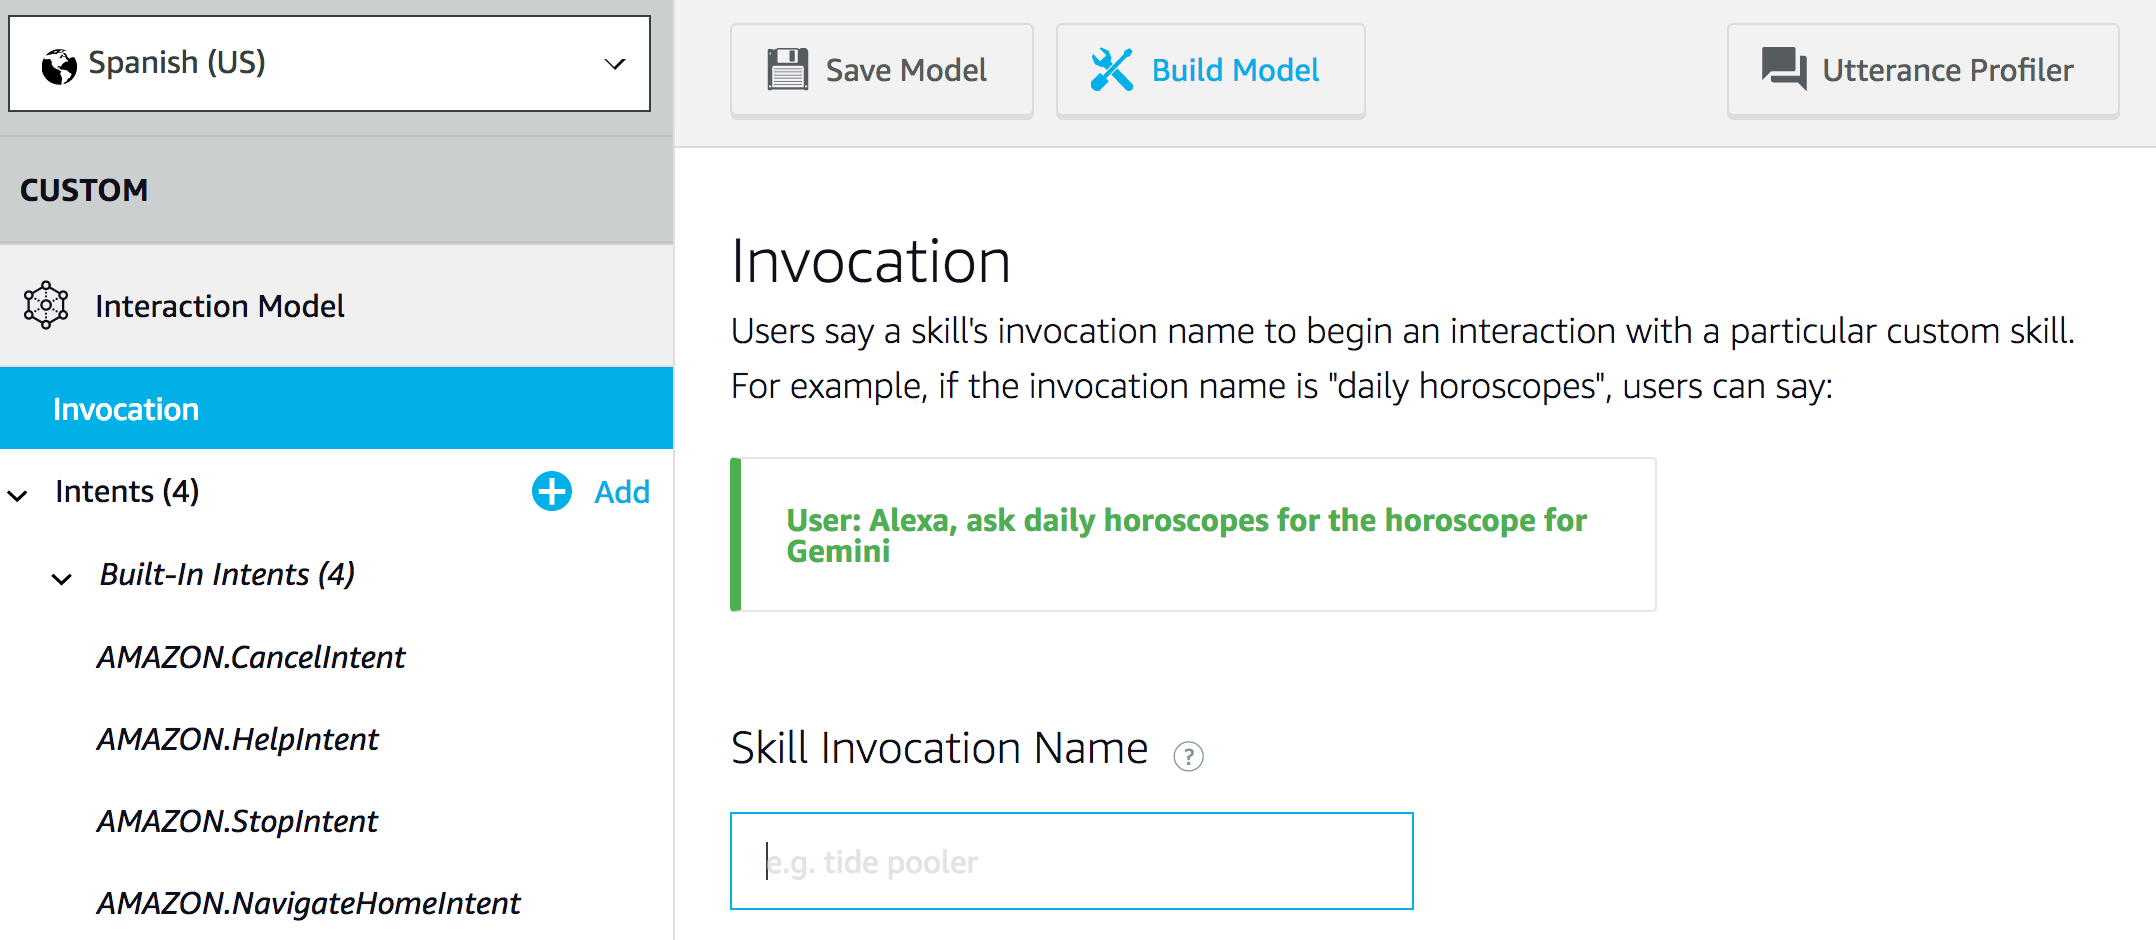 Spanish (US)
CUSTOM
Interaction Model
Invocation
Intents (4)
Add
Built-In Intents (4)
AMAZON.CancelIntent
AMAZON.HelpIntent
AMAZON.StopIntent
AMAZON.NavigateHomeIntent
Save Model
Build Model
Utterance Profiler
Invocation
Users say a skill's invocation name to begin an interaction with a particular custom skill.
For example, if the invocation name is "daily horoscopes", users can say:
User: Alexa, ask daily horoscopes for the horoscope for
Gemini
Skill Invocation Name ?
e.g. tide pooler